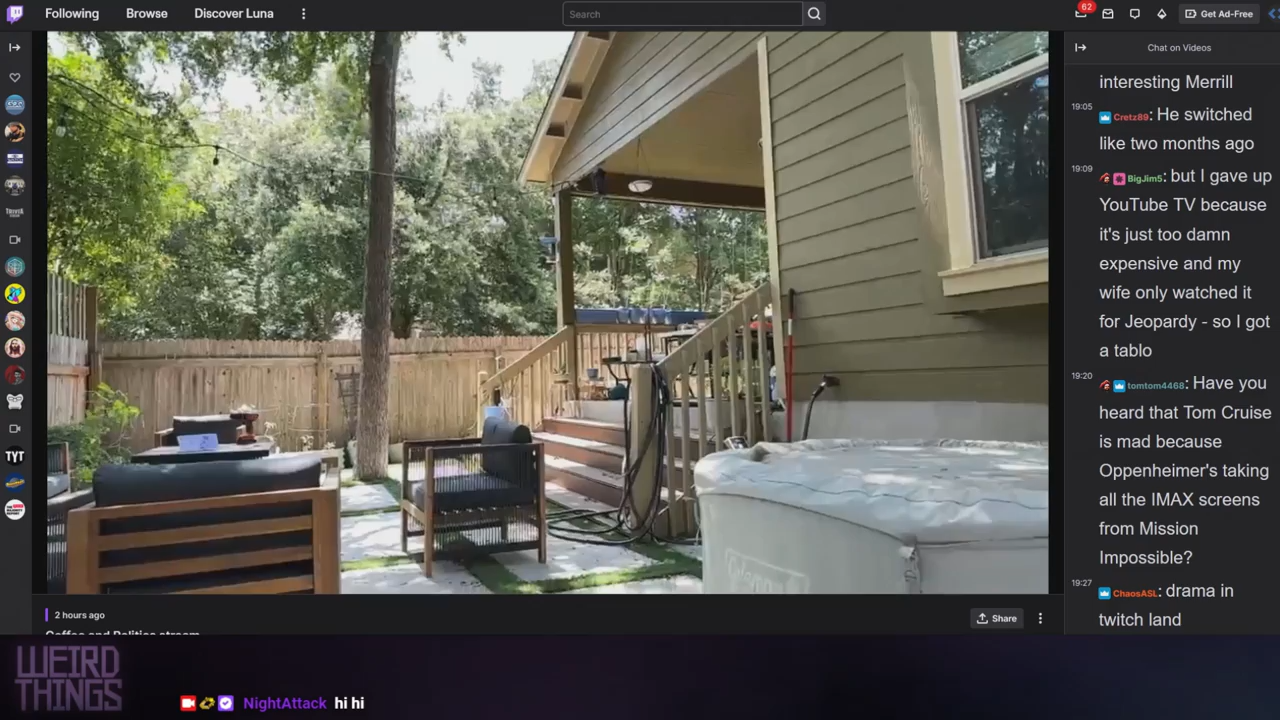 Following
Browse
Discover Luna
Search
62
Get Ad-Free
Chat on Videos
interesting Merrill
19:05
Cretz89: He switched
like two months ago
19:09
BigJim5: but I gave up
YouTube TV because
it's just too damn
expensive and my
wife only watched it
for Jeopardy - so I got
a tablo
19:20
tomtom4468: Have you
heard that Tom Cruise
is mad because
Oppenheimer's taking
all the IMAX screens
from Mission
Impossible?
19:27
ChaosASL: drama in
twitch land
TYT
2 hours ago
Share
Coffee and Politics stream
WEIRD
THINGS
NightAttack hi hi